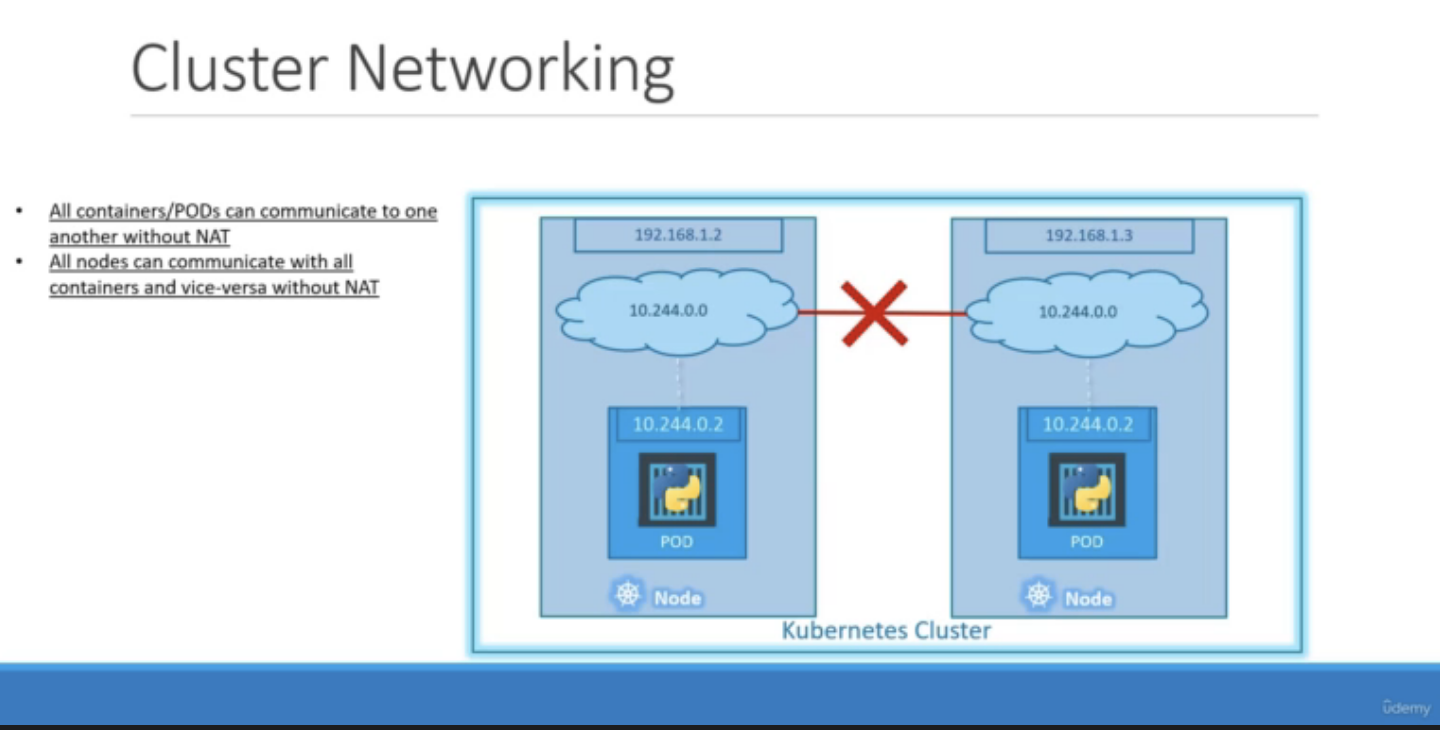 Cluster Networking
• All containers/PODs can communicate to one
another without NAT
• All nodes can communicate with all
containers and vice-versa without NAT
192.168.1.2
192.168.1.3
10.244.0.0
10.244.0.0
10.244.0.2
10.244.0.2
POD
POD
Node
Node
Kubernetes Cluster
ûdemy